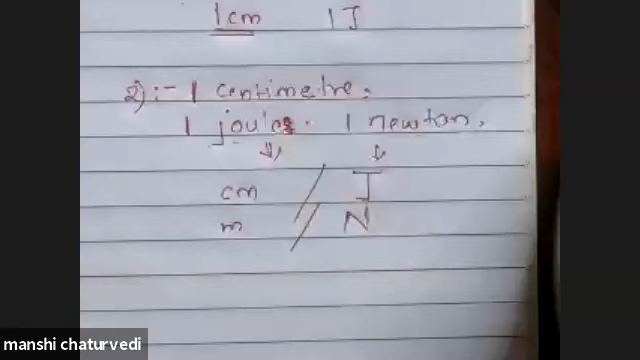 1cm 1J
2):- 1 centimetre,
1 joules. 1 newton,
cm / J
m / N
manshi chaturvedi